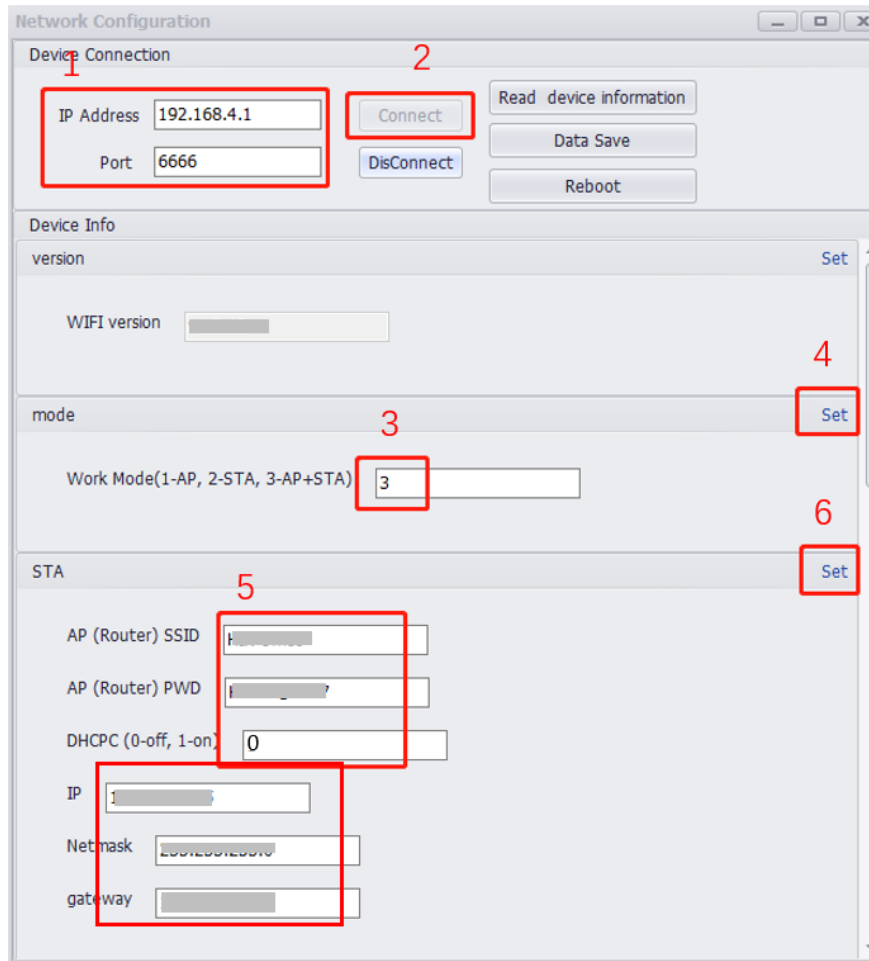 Network Configuration
Device Connection
1
2
IP Address 192.168.4.1
Connect
Read device information
Port 6666
DisConnect
Data Save
Reboot
Device Info
version Set
WIFI version
4
mode Set
3
Work Mode(1-AP, 2-STA, 3-AP+STA) 3
6
STA Set
5
AP (Router) SSID
AP (Router) PWD
DHCPC (0-off, 1-on) 0
IP
Netmask
gateway